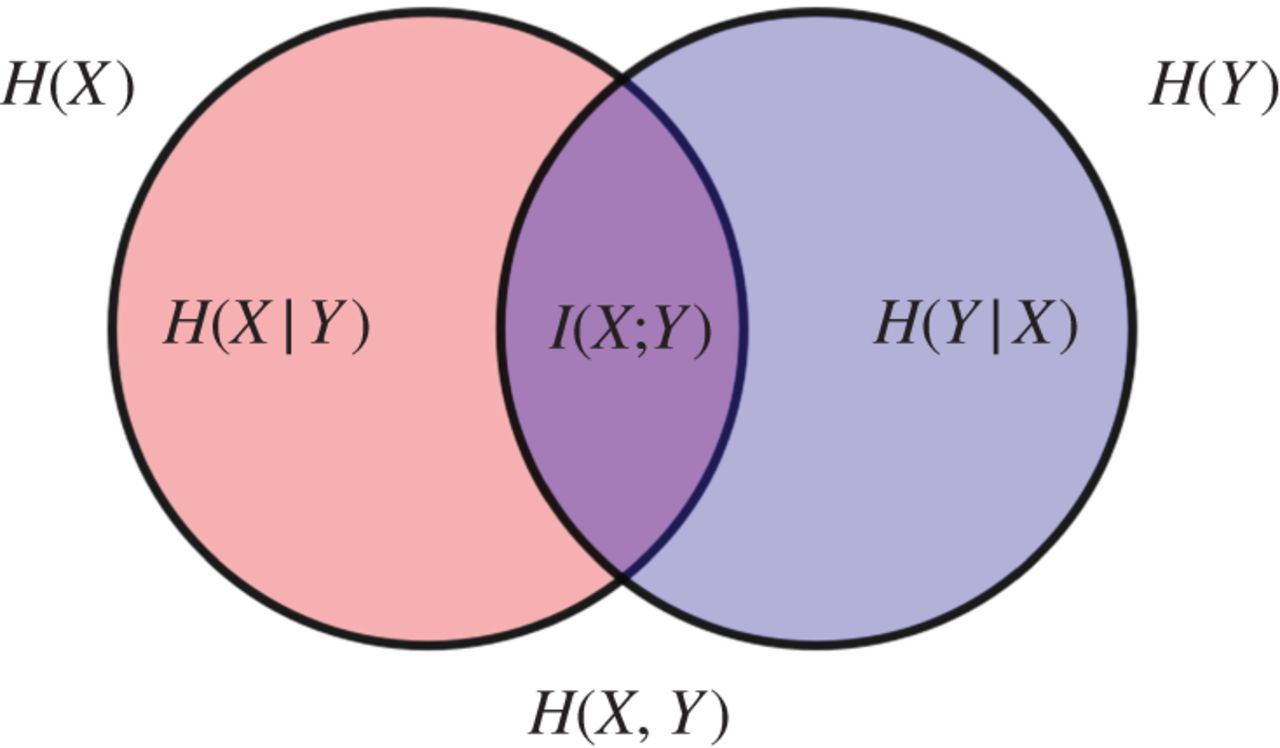 H(X)
H(Y)
H(X|Y)
I(X;Y)
H(Y|X)
H(X, Y)